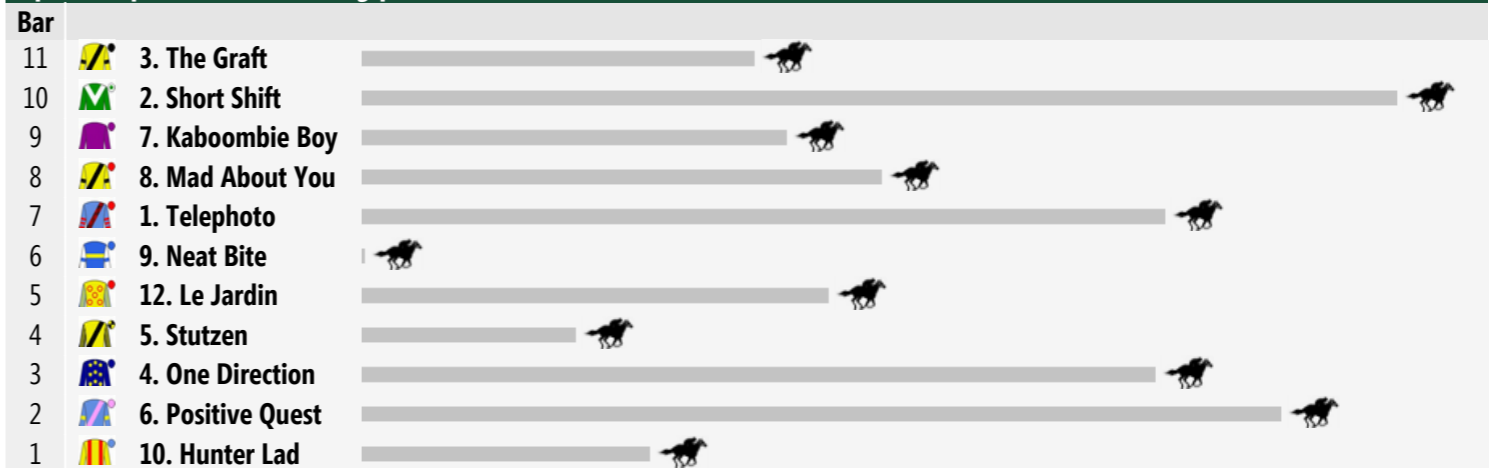 Bar
11 3. The Graft
10 2. Short Shift
9 7. Kaboombie Boy
8 8. Mad About You
7 1. Telephoto
6 9. Neat Bite
5 12. Le Jardin
4 5. Stutzen
3 4. One Direction
2 6. Positive Quest
1 10. Hunter Lad